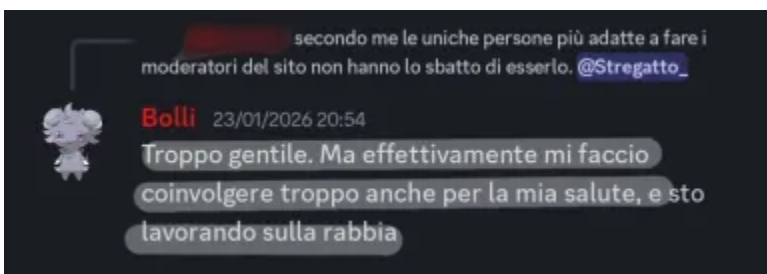 secondo me le uniche persone più adatte a fare i
moderatori del sito non hanno lo sbatto di esserlo. @Stregatto_
Bolli 23/01/2026 20:54
Troppo gentile. Ma effettivamente mi faccio
coinvolgere troppo anche per la mia salute, e sto
lavorando sulla rabbia